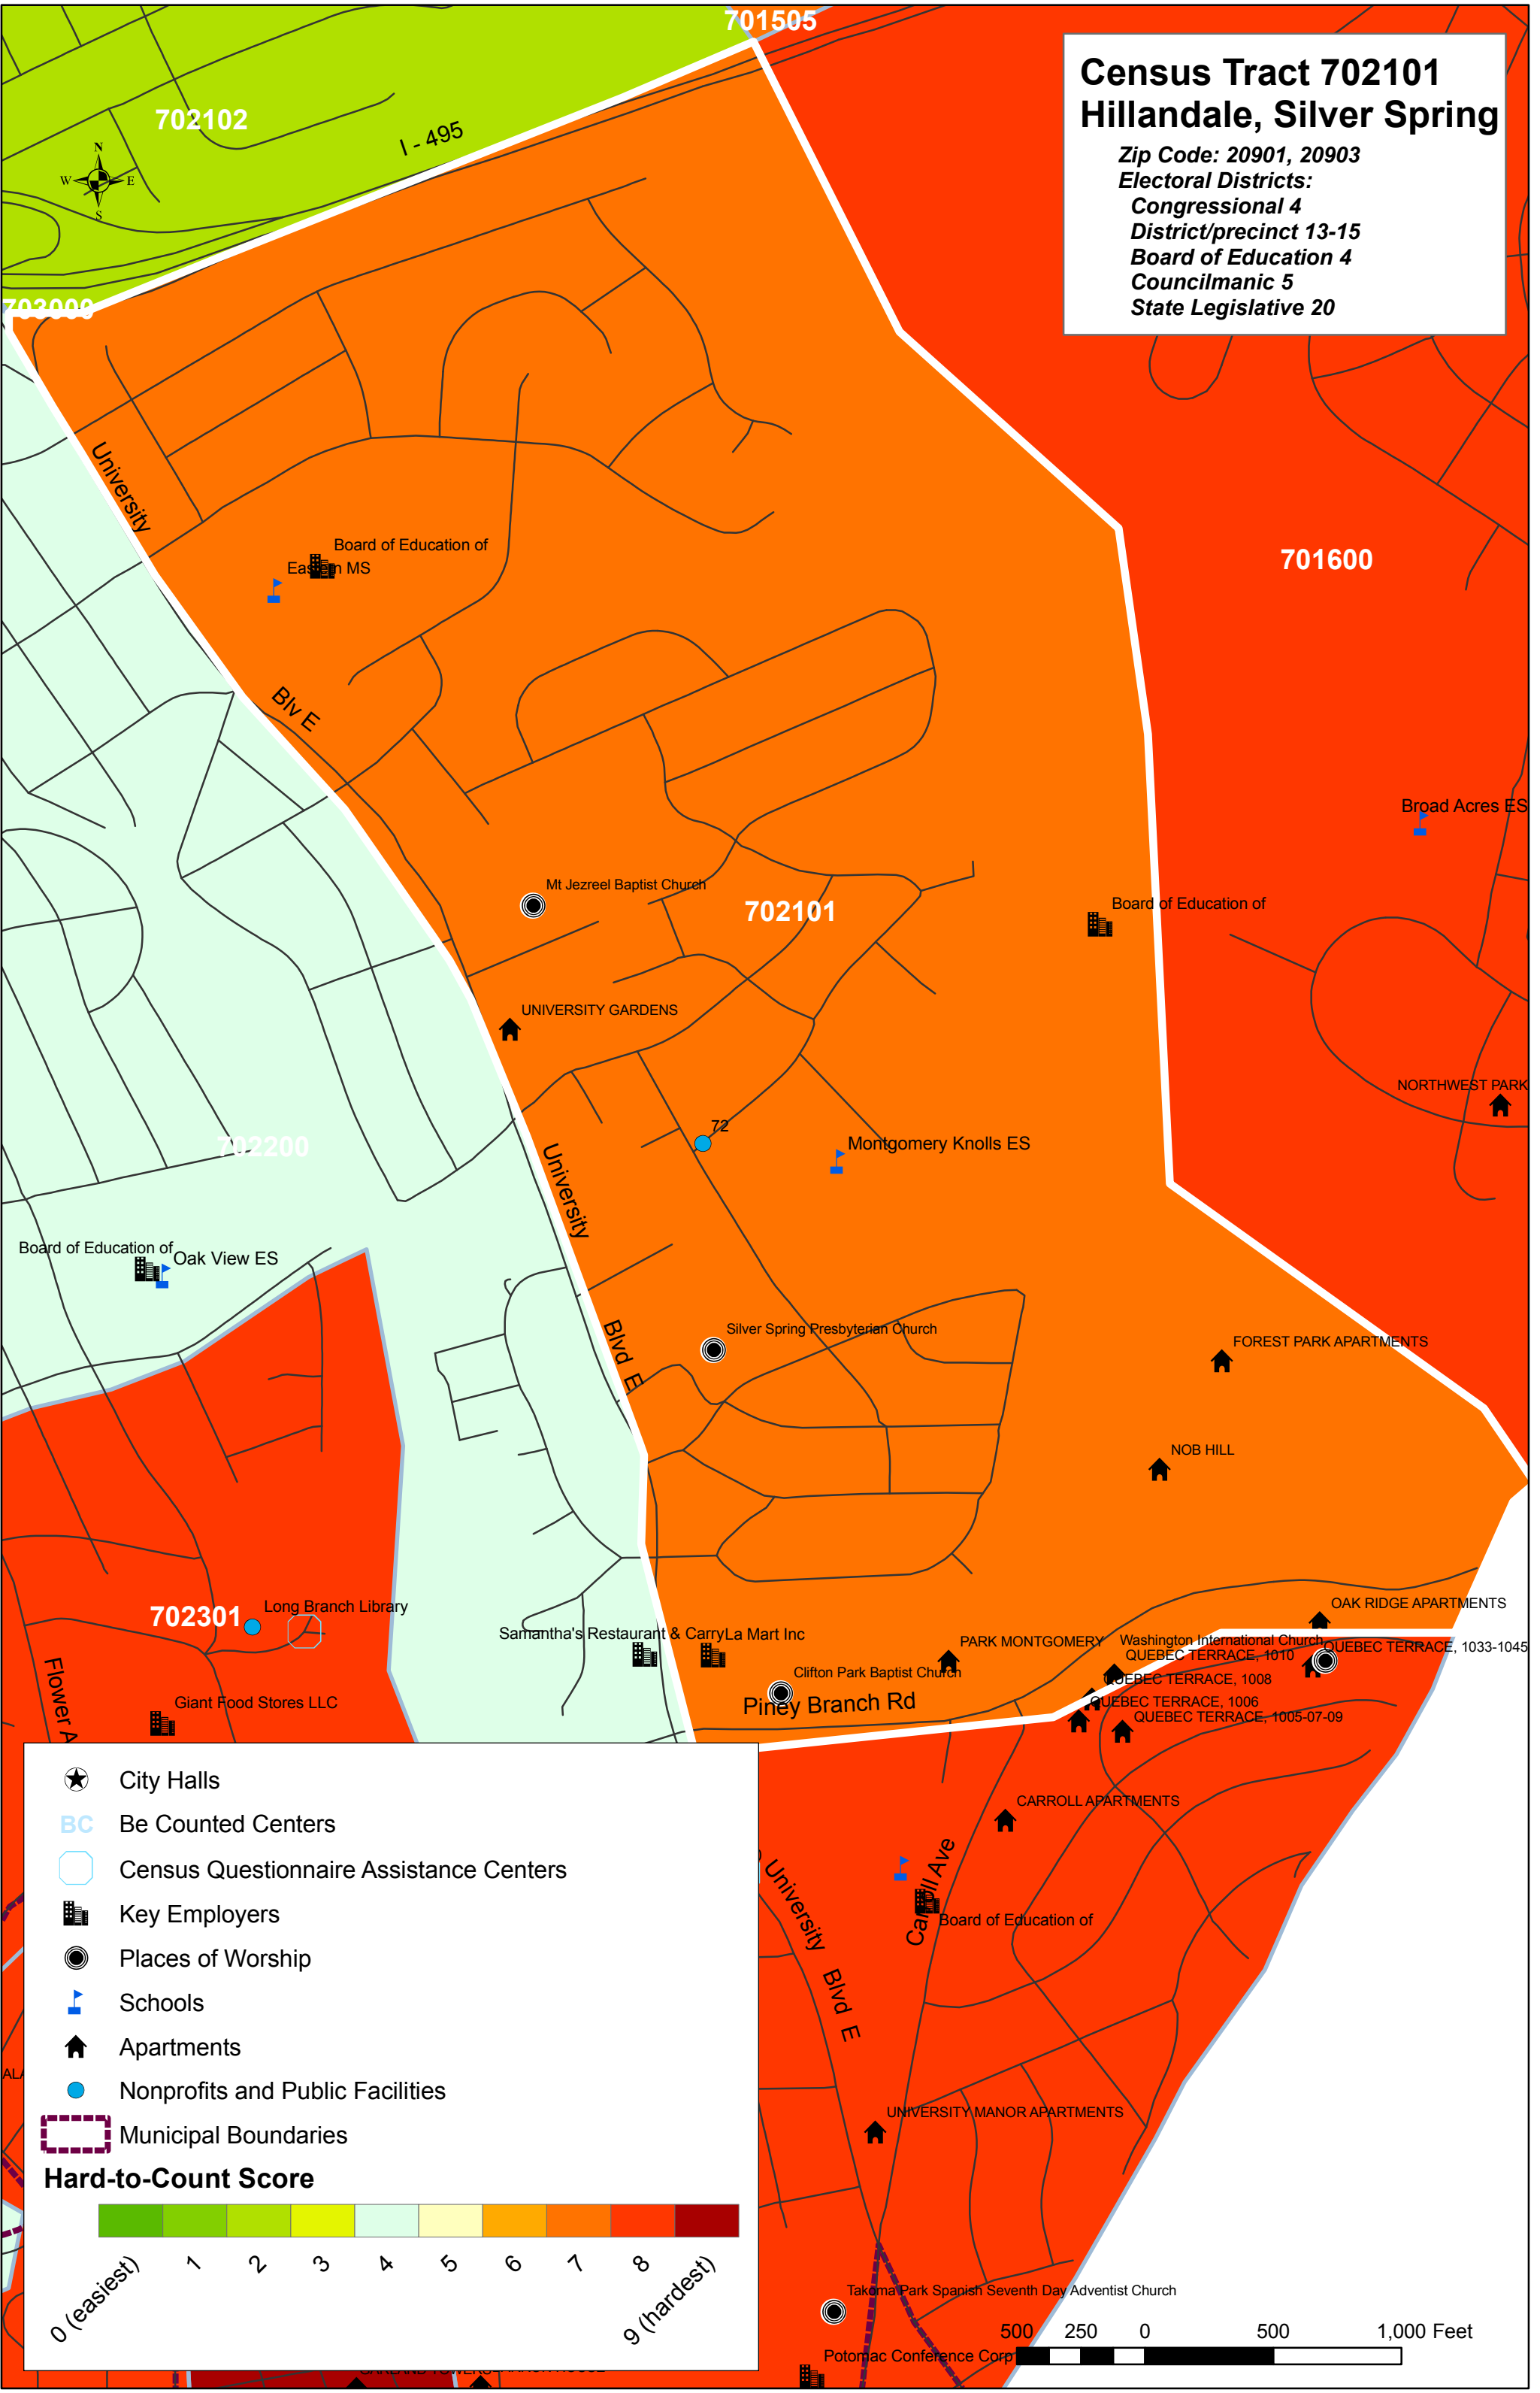 701505
Census Tract 702101
Hillandale, Silver Spring
Zip Code: 20901, 20903
Electoral Districts:
Congressional 4
District/precinct 13-15
Board of Education 4
Councilmanic 5
State Legislative 20
702102
I - 495
N
W E
S
703000
University
Board of Education of
Eastern MS
701600
Blv E
Broad Acres ES
Mt Jezreel Baptist Church
702101
Board of Education of
UNIVERSITY GARDENS
NORTHWEST PARK
72
702200
University
Montgomery Knolls ES
Board of Education of
Oak View ES
Silver Spring Presbyterian Church
Blvd E
FOREST PARK APARTMENTS
NOB HILL
702301
Long Branch Library
OAK RIDGE APARTMENTS
Samantha's Restaurant & Carry
La Mart Inc
PARK MONTGOMERY
Washington International Church
QUEBEC TERRACE, 1033-1045
QUEBEC TERRACE, 1010
Clifton Park Baptist Church
QUEBEC TERRACE, 1008
Piney Branch Rd
QUEBEC TERRACE, 1006
QUEBEC TERRACE, 1005-07-09
Flower A
Giant Food Stores LLC
CARROLL APARTMENTS
Carroll Ave
Board of Education of
University Blvd E
City Halls
BC Be Counted Centers
Census Questionnaire Assistance Centers
Key Employers
Places of Worship
Schools
Apartments
Nonprofits and Public Facilities
Municipal Boundaries
Hard-to-Count Score
0 (easiest) 1 2 3 4 5 6 7 8 9 (hardest)
UNIVERSITY MANOR APARTMENTS
Takoma Park Spanish Seventh Day Adventist Church
500 250 0 500 1,000 Feet
Potomac Conference Corp